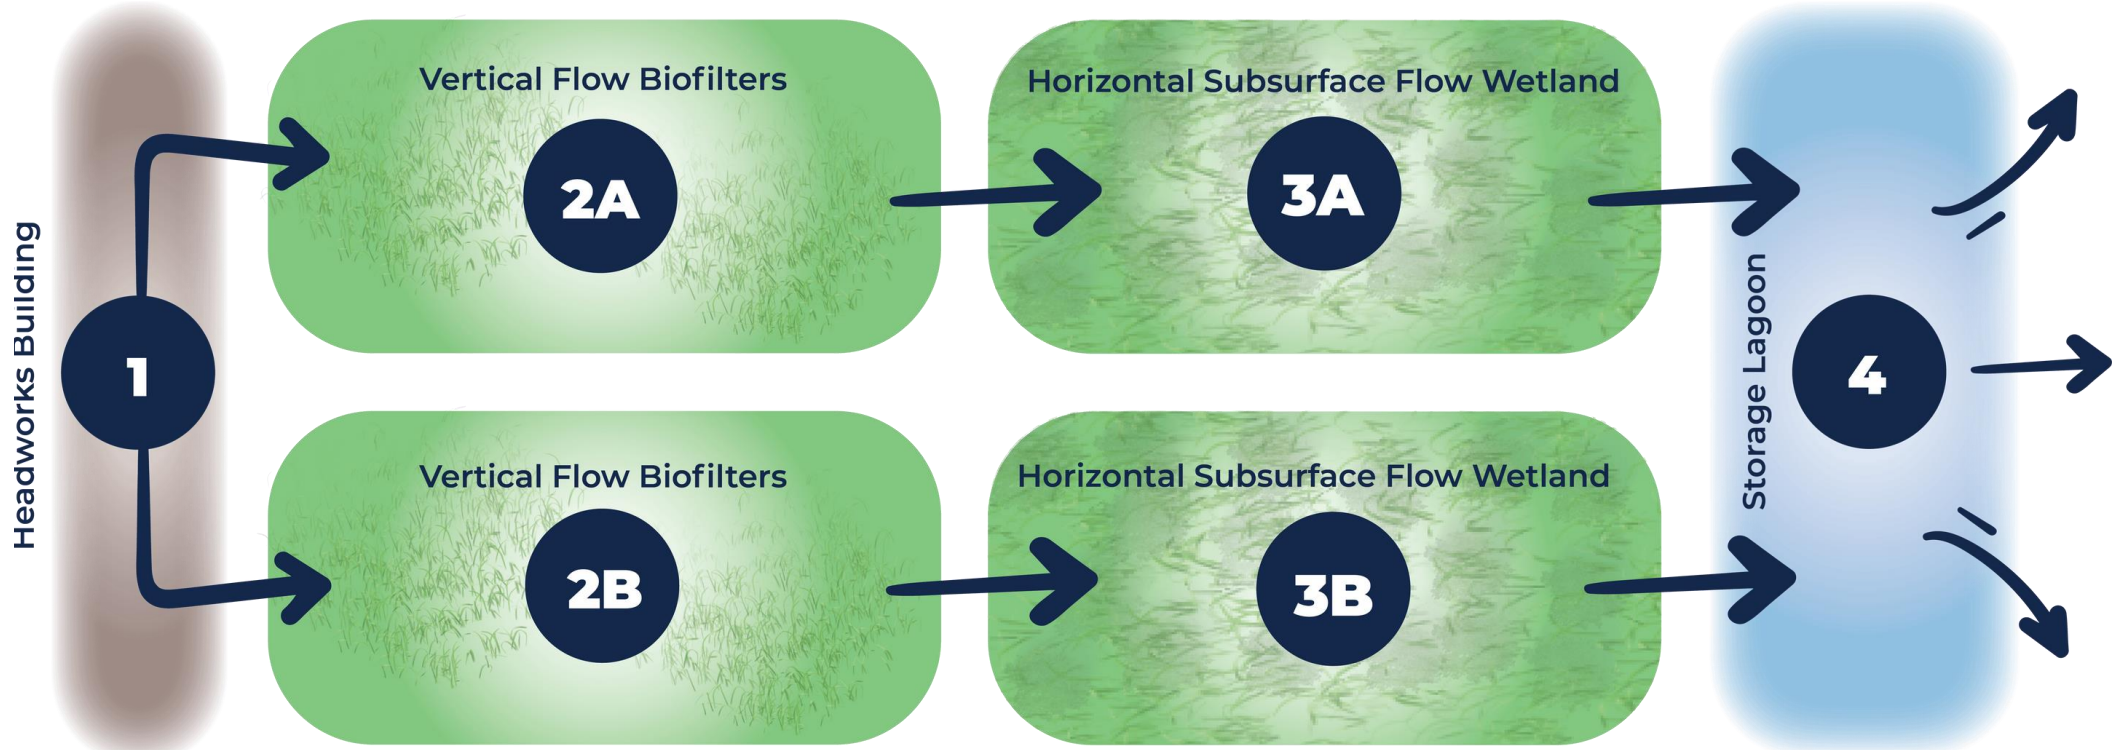 Headworks Building
1
Vertical Flow Biofilters
2A
Horizontal Subsurface Flow Wetland
3A
Vertical Flow Biofilters
2B
Horizontal Subsurface Flow Wetland
3B
Storage Lagoon
4